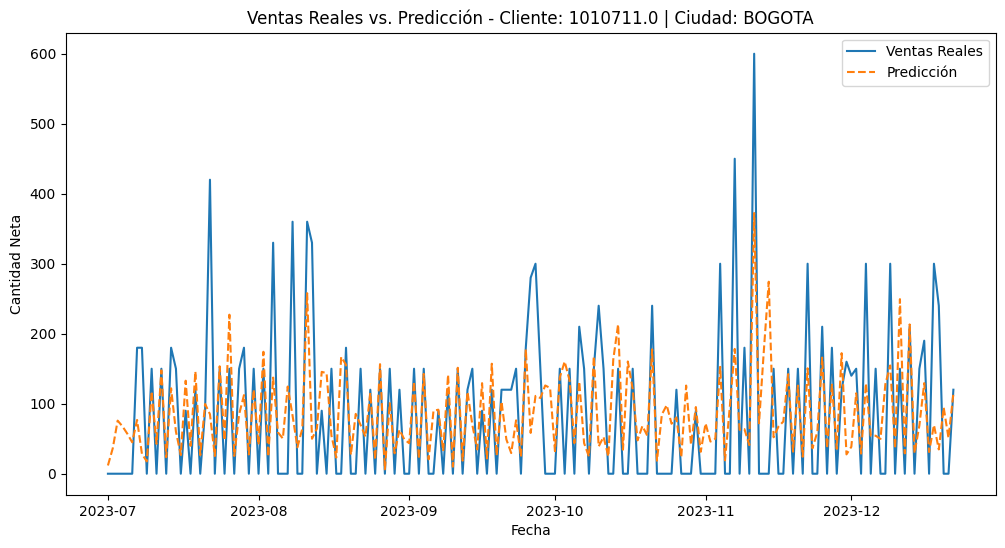 Ventas Reales vs. Predicción - Cliente: 1010711.0 | Ciudad: BOGOTA
Ventas Reales
Predicción
Cantidad Neta
600
500
400
300
200
100
0
2023-07
2023-08
2023-09
2023-10
2023-11
2023-12
Fecha